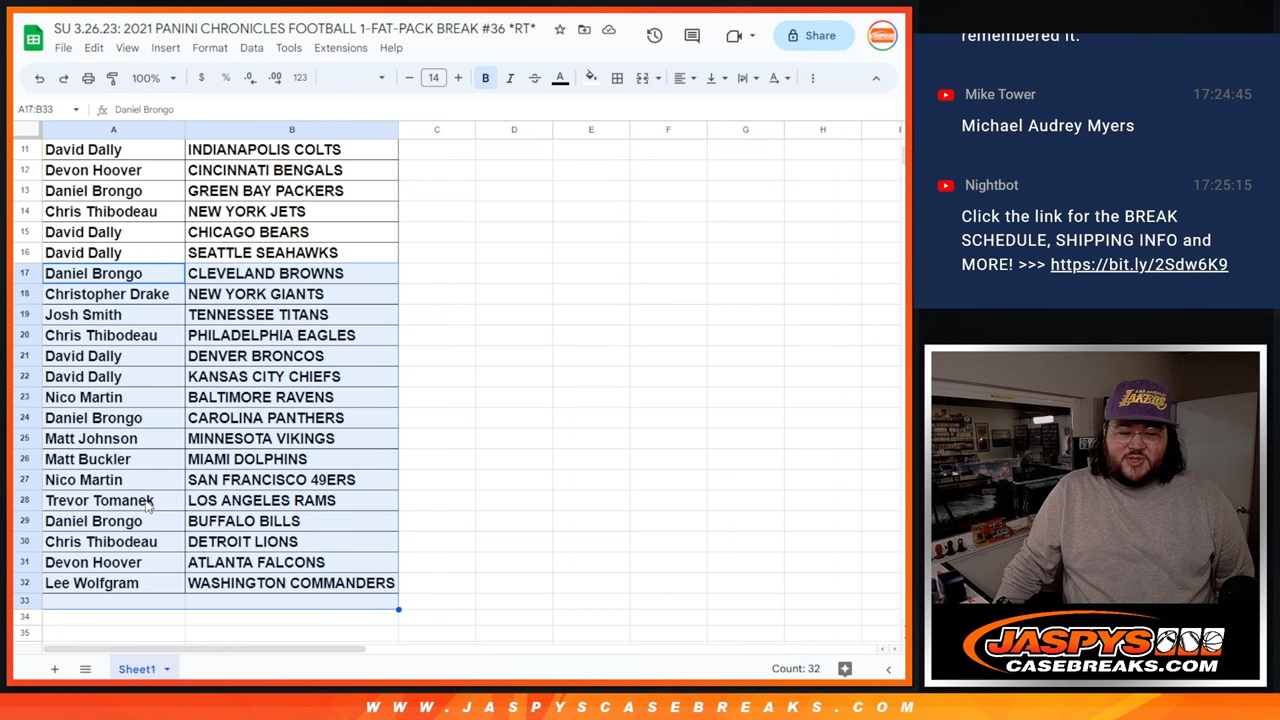 SU 3.26.23: 2021 PANINI CHRONICLES FOOTBALL 1-FAT-PACK BREAK #36 *RT*
File Edit View Insert Format Data Tools Extensions Help
Share
100% $ % .0 .00 123 14 B I A
A17:B33 fx Daniel Brongo
A B C D E F G H I
11 David Dally INDIANAPOLIS COLTS
12 Devon Hoover CINCINNATI BENGALS
13 Daniel Brongo GREEN BAY PACKERS
14 Chris Thibodeau NEW YORK JETS
15 David Dally CHICAGO BEARS
16 David Dally SEATTLE SEAHAWKS
17 Daniel Brongo CLEVELAND BROWNS
18 Christopher Drake NEW YORK GIANTS
19 Josh Smith TENNESSEE TITANS
20 Chris Thibodeau PHILADELPHIA EAGLES
21 David Dally DENVER BRONCOS
22 David Dally KANSAS CITY CHIEFS
23 Nico Martin BALTIMORE RAVENS
24 Daniel Brongo CAROLINA PANTHERS
25 Matt Johnson MINNESOTA VIKINGS
26 Matt Buckler MIAMI DOLPHINS
27 Nico Martin SAN FRANCISCO 49ERS
28 Trevor Tomanek LOS ANGELES RAMS
29 Daniel Brongo BUFFALO BILLS
30 Chris Thibodeau DETROIT LIONS
31 Devon Hoover ATLANTA FALCONS
32 Lee Wolfgram WASHINGTON COMMANDERS
33
34
35
Sheet1 Count: 32
remembered it.
Mike Tower 17:24:45
Michael Audrey Myers
Nightbot 17:25:15
Click the link for the BREAK
SCHEDULE, SHIPPING INFO and
MORE! >>> https://bit.ly/2Sdw6K9
LAKERS
JASPYS
CASEBREAKS.COM
WWW.JASPYSCASEBREAKS.COM